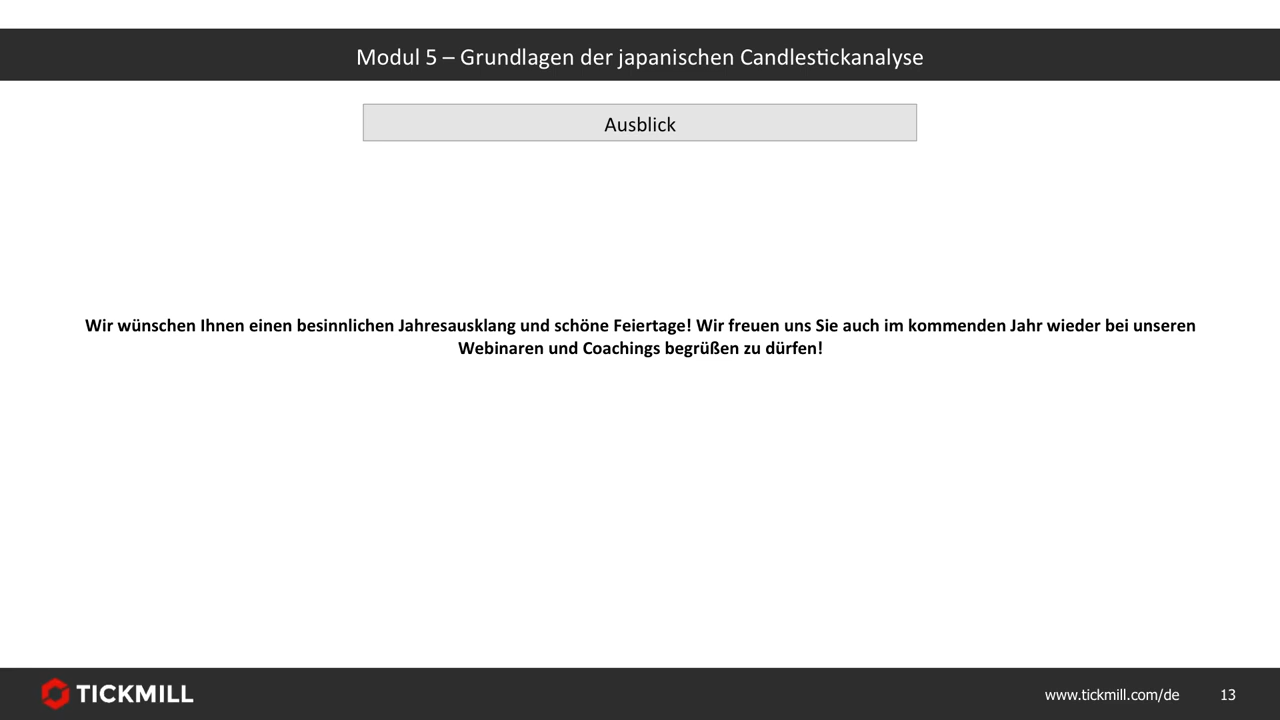 Modul 5 – Grundlagen der japanischen Candlestickanalyse
Ausblick
Wir wünschen Ihnen einen besinnlichen Jahresausklang und schöne Feiertage! Wir freuen uns Sie auch im kommenden Jahr wieder bei unseren
Webinaren und Coachings begrüßen zu dürfen!
TICKMILL
www.tickmill.com/de
13